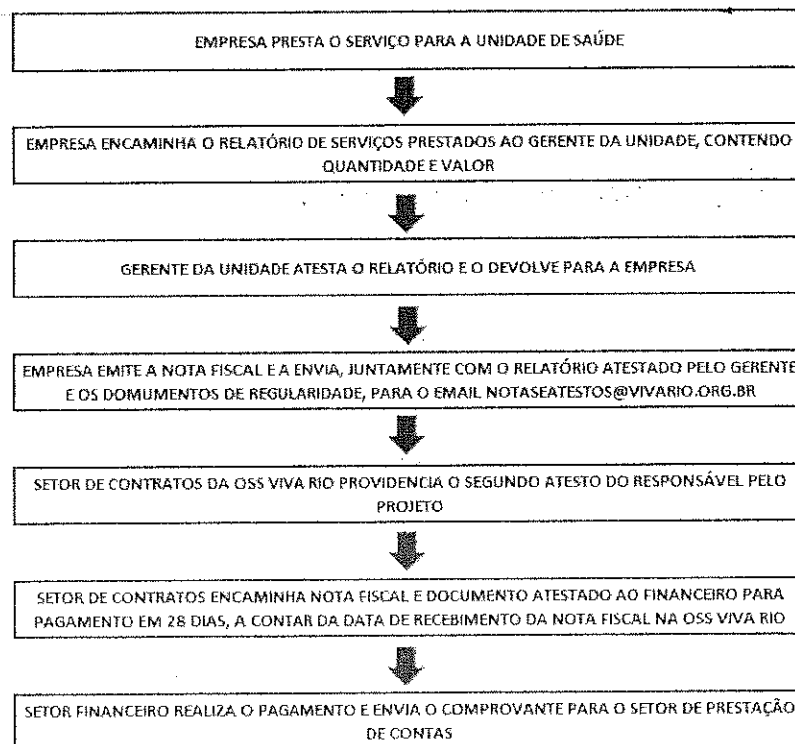 EMPRESA PRESTA O SERVIÇO PARA A UNIDADE DE SAÚDE
EMPRESA ENCAMINHA O RELATÓRIO DE SERVIÇOS PRESTADOS AO GERENTE DA UNIDADE, CONTENDO
QUANTIDADE E VALOR
GERENTE DA UNIDADE ATESTA O RELATÓRIO E O DEVOLVE PARA A EMPRESA
EMPRESA EMITE A NOTA FISCAL E A ENVIA, JUNTAMENTE COM O RELATÓRIO ATESTADO PELO GERENTE
E OS DOMUMENTOS DE REGULARIDADE, PARA O EMAIL NOTASEATESTOS@VIVARIO.ORG.BR
SETOR DE CONTRATOS DA OSS VIVA RIO PROVIDENCIA O SEGUNDO ATESTO DO RESPONSÁVEL PELO
PROJETO
SETOR DE CONTRATOS ENCAMINHA NOTA FISCAL E DOCUMENTO ATESTADO AO FINANCEIRO PARA
PAGAMENTO EM 28 DIAS, A CONTAR DA DATA DE RECEBIMENTO DA NOTA FISCAL NA OSS VIVA RIO
SETOR FINANCEIRO REALIZA O PAGAMENTO E ENVIA O COMPROVANTE PARA O SETOR DE PRESTAÇÃO
DE CONTAS